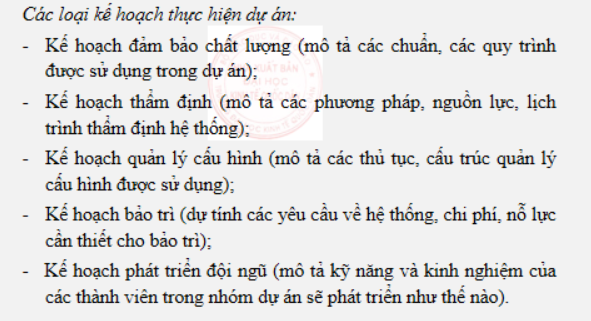 Các loại kế hoạch thực hiện dự án:
- Kế hoạch đảm bảo chất lượng (mô tả các chuẩn, các quy trình
được sử dụng trong dự án);
- Kế hoạch thẩm định (mô tả các phương pháp, nguồn lực, lịch
trình thẩm định hệ thống);
- Kế hoạch quản lý cấu hình (mô tả các thủ tục, cấu trúc quản lý
cấu hình được sử dụng);
- Kế hoạch bảo trì (dự tính các yêu cầu về hệ thống, chi phí, nỗ lực
cần thiết cho bảo trì);
- Kế hoạch phát triển đội ngũ (mô tả kỹ năng và kinh nghiệm của
các thành viên trong nhóm dự án sẽ phát triển như thế nào).